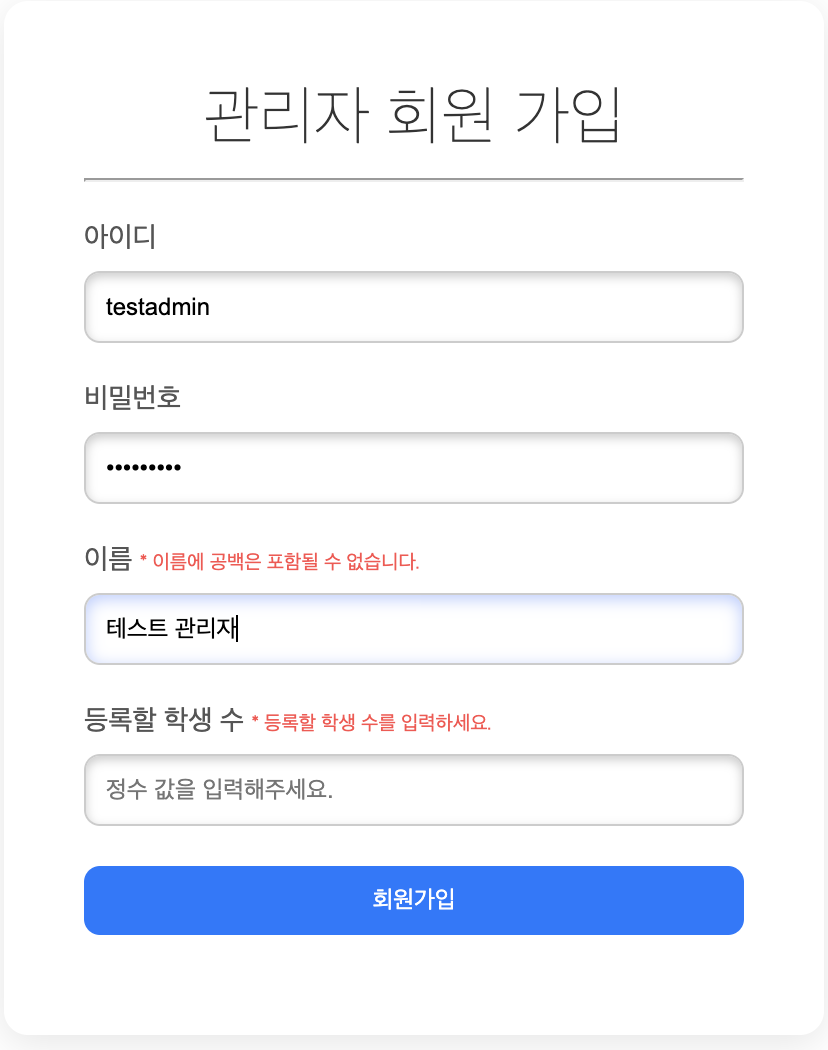 관리자 회원 가입
아이디
testadmin
비밀번호
•••••••••
이름 * 이름에 공백은 포함될 수 없습니다.
테스트 관리자
등록할 학생 수 * 등록할 학생 수를 입력하세요.
정수 값을 입력해주세요.
회원가입